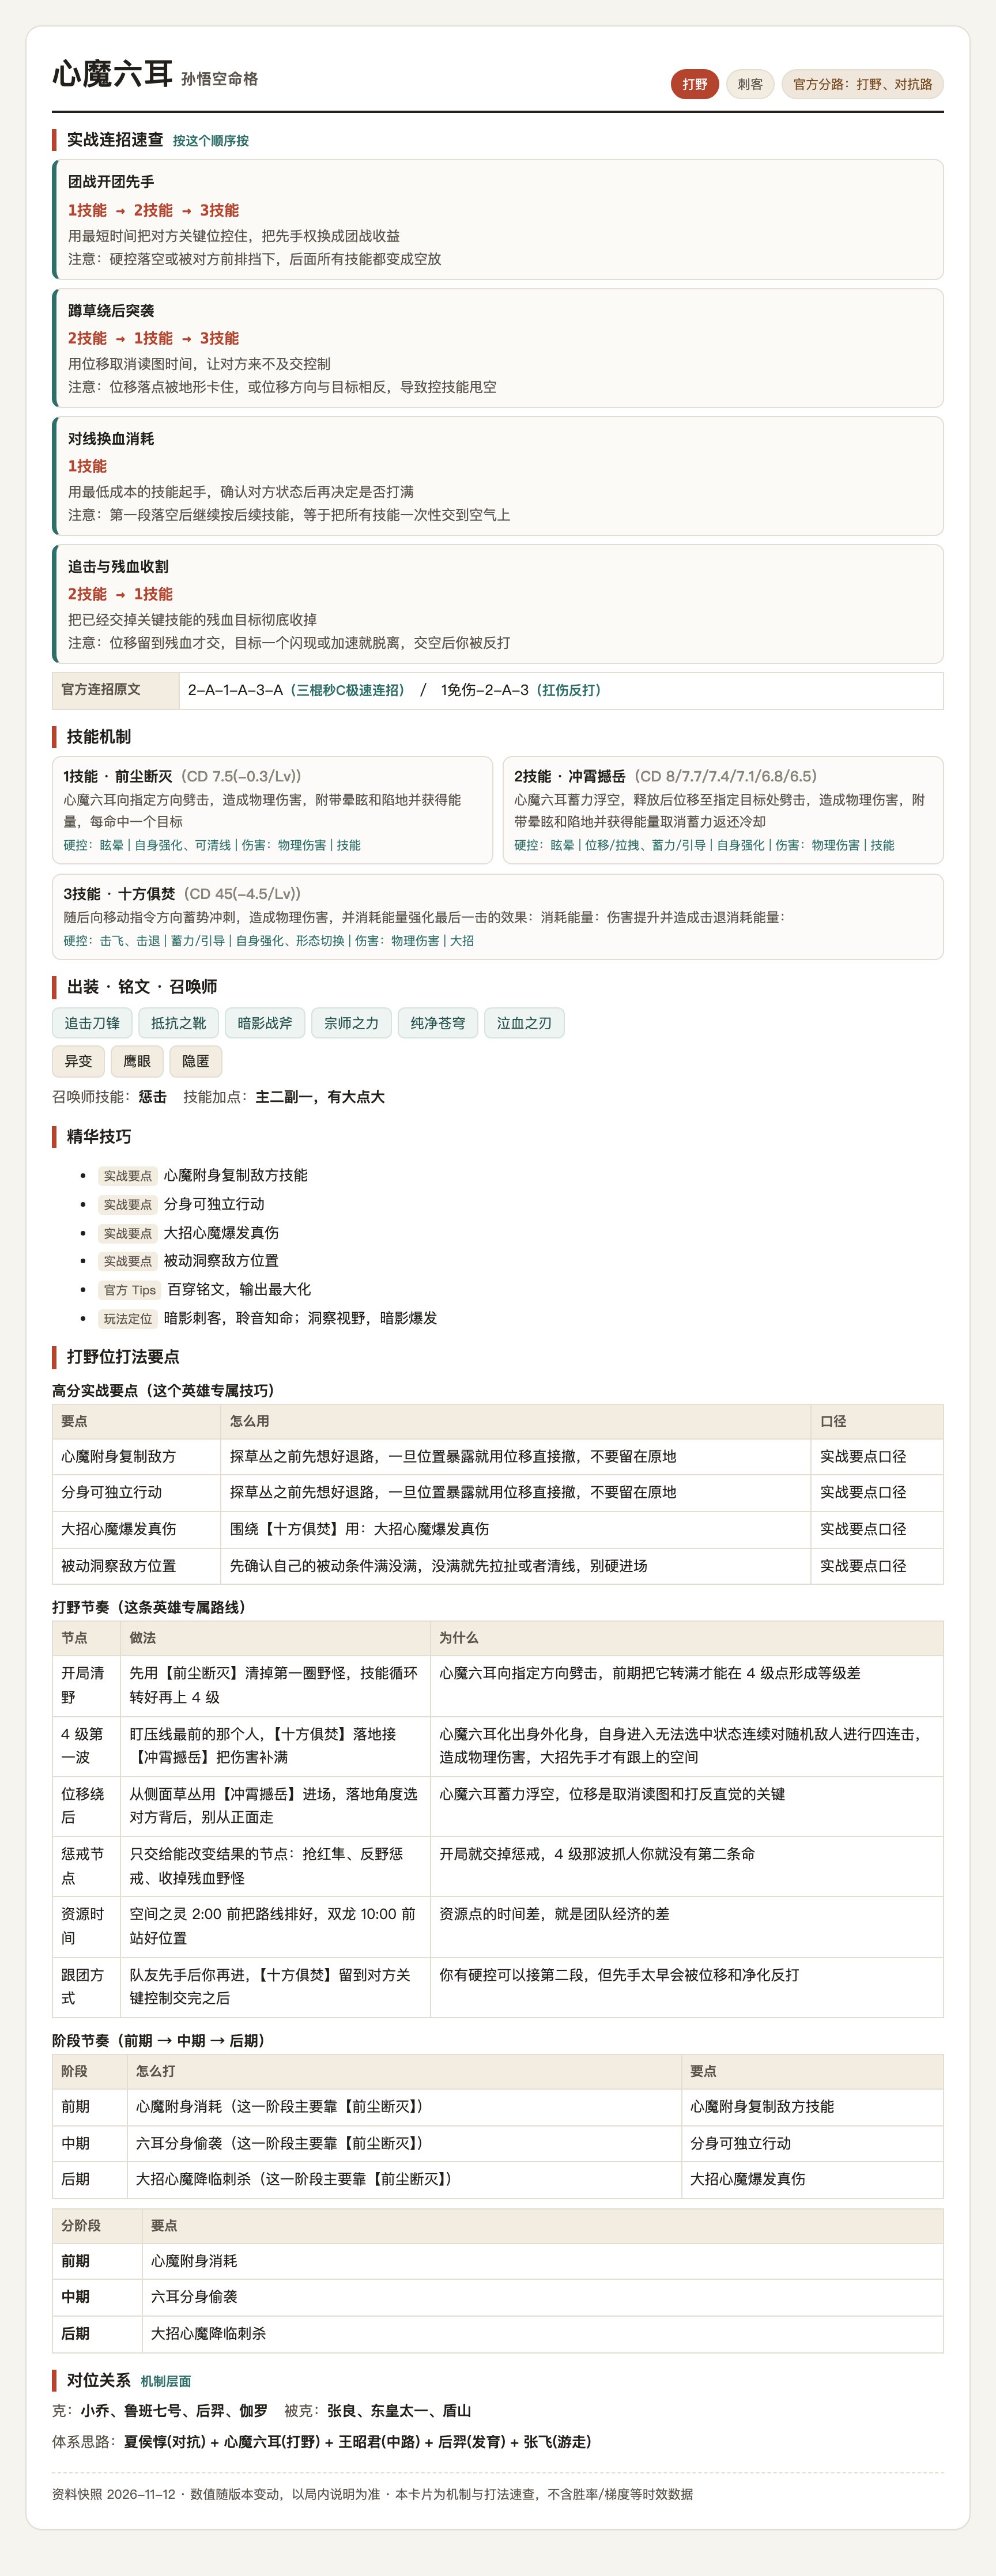 心魔六耳 孙悟空命格
打野 刺客 官方分路：打野、对抗路
实战连招速查 按这个顺序按
团战开团先手
1技能 → 2技能 → 3技能
用最短时间把对方关键位控住，把先手权换成团战收益
注意：硬控落空或被对方前排挡下，后面所有技能都变成空放
蹲草绕后突袭
2技能 → 1技能 → 3技能
用位移取消读图时间，让对方来不及交控制
注意：位移落点被地形卡住，或位移方向与目标相反，导致控技能甩空
对线换血消耗
1技能
用最低成本的技能起手，确认对方状态后再决定是否打满
注意：第一段落空后继续按后续技能，等于把所有技能一次性交到空气上
追击与残血收割
2技能 → 1技能
把已经交掉关键技能的残血目标彻底收掉
注意：位移留到残血才交，目标一个闪现或加速就脱离，交空后你被反打
官方连招原文 2-A-1-A-3-A（三棍秒C极速连招） / 1免伤-2-A-3（扛伤反打）
技能机制
1技能 · 前尘断灭（CD 7.5(-0.3/Lv)）
心魔六耳向指定方向劈击，造成物理伤害，附带晕眩和陷地并获得能
量，每命中一个目标
硬控：眩晕 | 自身强化、可清线 | 伤害：物理伤害 | 技能
2技能 · 冲霄撼岳（CD 8/7.7/7.4/7.1/6.8/6.5）
心魔六耳蓄力浮空，释放后位移至指定目标处劈击，造成物理伤害，附
带晕眩和陷地并获得能量取消蓄力返还冷却
硬控：眩晕 | 位移/拉拽、蓄力/引导 | 自身强化 | 伤害：物理伤害 | 技能
3技能 · 十方俱焚（CD 45(-4.5/Lv)）
随后向移动指令方向蓄势冲刺，造成物理伤害，并消耗能量强化最后一击的效果：消耗能量：伤害提升并造成击退消耗能量：
硬控：击飞、击退 | 蓄力/引导 | 自身强化、形态切换 | 伤害：物理伤害 | 大招
出装 · 铭文 · 召唤师
追击刀锋 抵抗之靴 暗影战斧 宗师之力 纯净苍穹 泣血之刃
异变 鹰眼 隐匿
召唤师技能：惩击 技能加点：主二副一，有大点大
精华技巧
• 实战要点 心魔附身复制敌方技能
• 实战要点 分身可独立行动
• 实战要点 大招心魔爆发真伤
• 实战要点 被动洞察敌方位置
• 官方 Tips 百穿铭文，输出最大化
• 玩法定位 暗影刺客，聆音知命；洞察视野，暗影爆发
打野位打法要点
高分实战要点（这个英雄专属技巧）
要点 怎么用 口径
心魔附身复制敌方 探草丛之前先想好退路，一旦位置暴露就用位移直接撤，不要留在原地 实战要点口径
分身可独立行动 探草丛之前先想好退路，一旦位置暴露就用位移直接撤，不要留在原地 实战要点口径
大招心魔爆发真伤 围绕【十方俱焚】用：大招心魔爆发真伤 实战要点口径
被动洞察敌方位置 先确认自己的被动条件满没满，没满就先拉扯或者清线，别硬进场 实战要点口径
打野节奏（这条英雄专属路线）
节点 做法 为什么
开局清
野
先用【前尘断灭】清掉第一圈野怪，技能循环
转好再上 4 级
心魔六耳向指定方向劈击，前期把它转满才能在 4 级点形成等级差
4 级第
一波
盯压线最前的那个人，【十方俱焚】落地接
【冲霄撼岳】把伤害补满
心魔六耳化出身外化身，自身进入无法选中状态连续对随机敌人进行四连击，
造成物理伤害，大招先手才有跟上的空间
位移绕
后
从侧面草丛用【冲霄撼岳】进场，落地角度选
对方背后，别从正面走
心魔六耳蓄力浮空，位移是取消读图和打反直觉的关键
惩戒节
点
只交给能改变结果的节点：抢红隼、反野惩
戒、收掉残血野怪
开局就交掉惩戒，4 级那波抓人你就没有第二条命
资源时
间
空间之灵 2:00 前把路线排好，双龙 10:00 前
站好位置
资源点的时间差，就是团队经济的差
跟团方
式
队友先手后你再进，【十方俱焚】留到对方关
键控制交完之后
你有硬控可以接第二段，但先手太早会被位移和净化反打
阶段节奏（前期 → 中期 → 后期）
阶段 怎么打 要点
前期 心魔附身消耗（这一阶段主要靠【前尘断灭】） 心魔附身复制敌方技能
中期 六耳分身偷袭（这一阶段主要靠【前尘断灭】） 分身可独立行动
后期 大招心魔降临刺杀（这一阶段主要靠【前尘断灭】） 大招心魔爆发真伤
分阶段 要点
前期 心魔附身消耗
中期 六耳分身偷袭
后期 大招心魔降临刺杀
对位关系 机制层面
克：小乔、鲁班七号、后羿、伽罗 被克：张良、东皇太一、盾山
体系思路：夏侯惇(对抗) + 心魔六耳(打野) + 王昭君(中路) + 后羿(发育) + 张飞(游走)
资料快照 2026-11-12 · 数值随版本变动，以局内说明为准 · 本卡片为机制与打法速查，不含胜率/梯度等时效数据